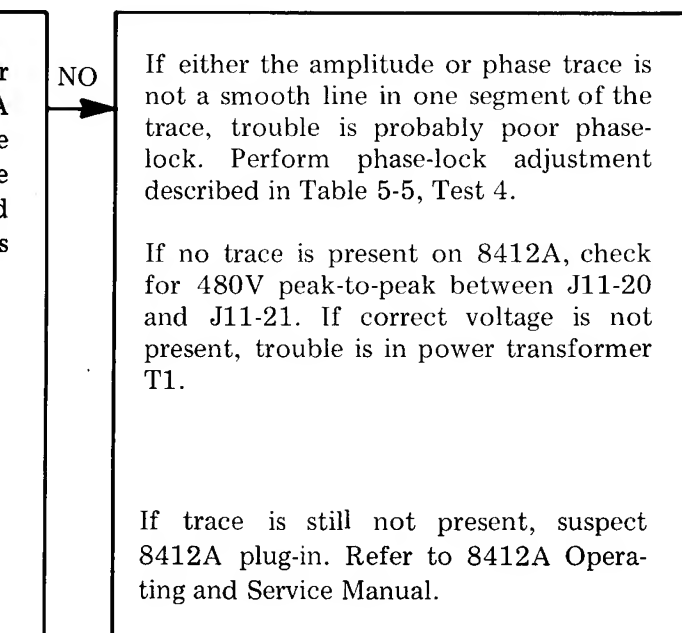 r
A
e
e
d
s
NO
If either the amplitude or phase trace is
not a smooth line in one segment of the
trace, trouble is probably poor phase-
lock. Perform phase-lock adjustment
described in Table 5-5, Test 4.
If no trace is present on 8412A, check
for 480V peak-to-peak between J11-20
and J11-21. If correct voltage is not
present, trouble is in power transformer
T1.
If trace is still not present, suspect
8412A plug-in. Refer to 8412A Opera-
ting and Service Manual.